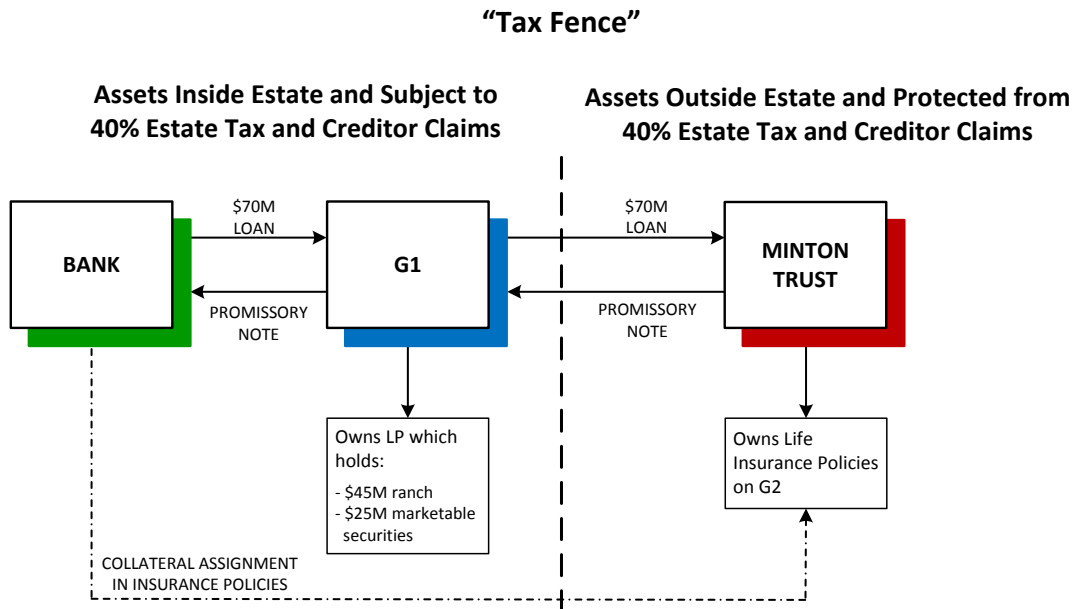 “Tax Fence”
Assets Inside Estate and Subject to
40% Estate Tax and Creditor Claims
Assets Outside Estate and Protected from
40% Estate Tax and Creditor Claims
BANK
$70M
LOAN
PROMISSORY
NOTE
G1
$70M
LOAN
PROMISSORY
NOTE
MINTON
TRUST
Owns LP which
holds:
- $45M ranch
- $25M marketable
securities
Owns Life
Insurance Policies
on G2
COLLATERAL ASSIGNMENT
IN INSURANCE POLICIES